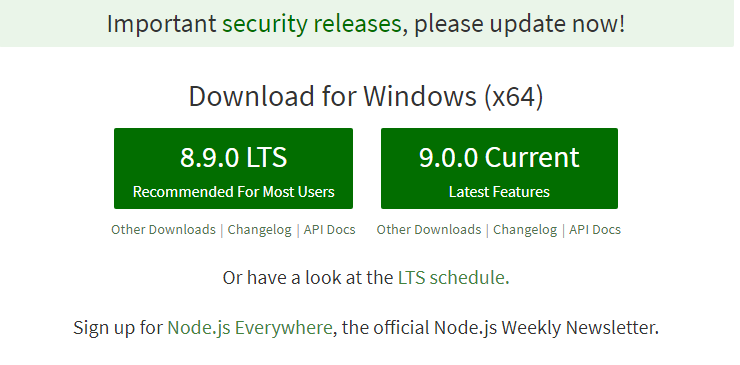 Important security releases, please update now!
Download for Windows (x64)
8.9.0 LTS
Recommended For Most Users
9.0.0 Current
Latest Features
Other Downloads | Changelog | API Docs
Other Downloads | Changelog | API Docs
Or have a look at the LTS schedule.
Sign up for Node.js Everywhere, the official Node.js Weekly Newsletter.